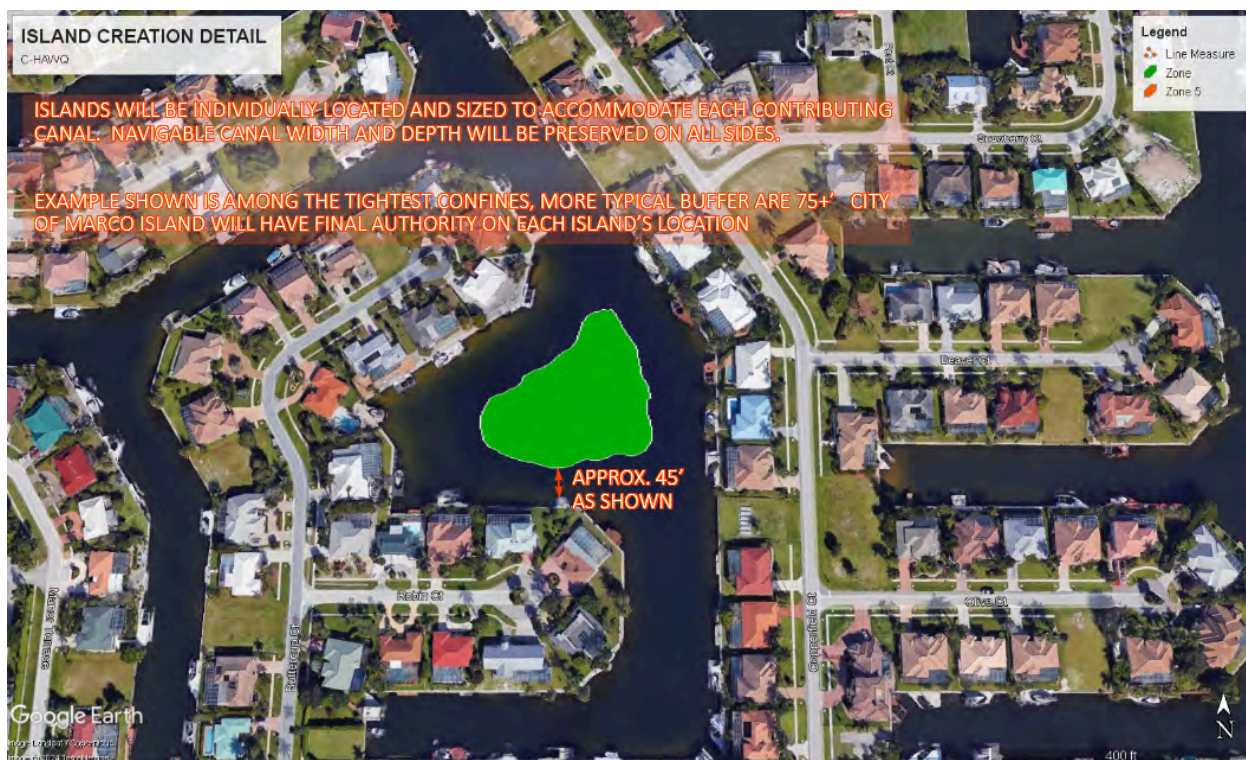 ISLAND CREATION DETAIL
C-HAWQ
Legend
Line Measure
Zone
Zone 5
ISLANDS WILL BE INDIVIDUALLY LOCATED AND SIZED TO ACCOMMODATE EACH CONTRIBUTING
CANAL. NAVIGABLE CANAL WIDTH AND DEPTH WILL BE PRESERVED ON ALL SIDES.
EXAMPLE SHOWN IS AMONG THE TIGHTEST CONFINES, MORE TYPICAL BUFFER ARE 75+' CITY
OF MARCO ISLAND WILL HAVE FINAL AUTHORITY ON EACH ISLAND'S LOCATION
Strawberry Ct
Beaver Ct
APPROX. 45'
AS SHOWN
Robin Ct
Olive Ct
Manor Terrace
Buttercup Ct
Copperfield Ct
Google Earth
N
400 ft